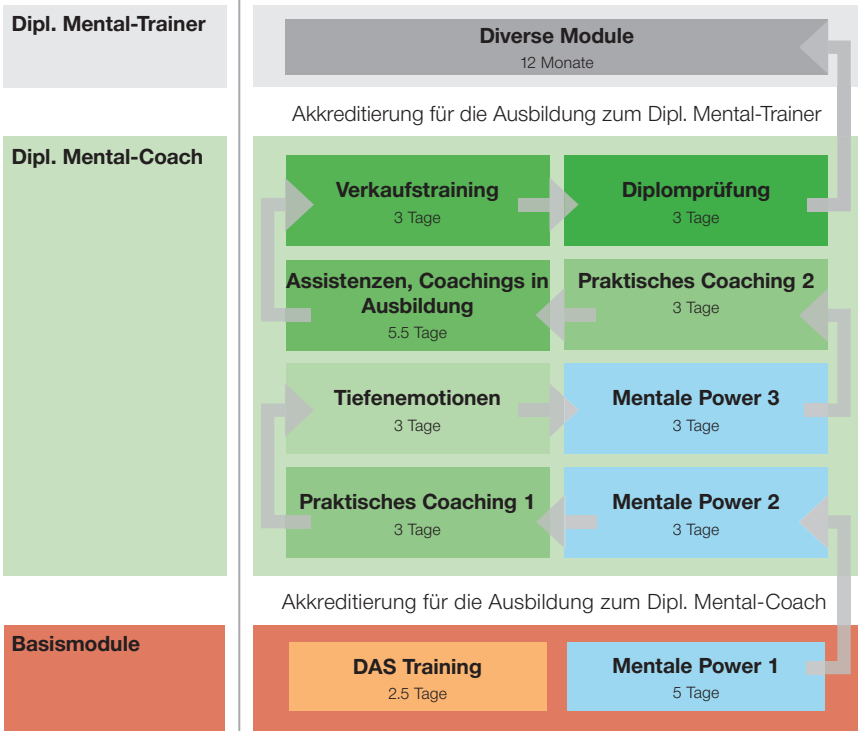 Dipl. Mental-Trainer
Diverse Module
12 Monate
Akkreditierung für die Ausbildung zum Dipl. Mental-Trainer
Dipl. Mental-Coach
Verkaufstraining
3 Tage
Diplomprüfung
3 Tage
Assistenzen, Coachings in
Ausbildung
5.5 Tage
Praktisches Coaching 2
3 Tage
Tiefenemotionen
3 Tage
Mentale Power 3
3 Tage
Praktisches Coaching 1
3 Tage
Mentale Power 2
3 Tage
Akkreditierung für die Ausbildung zum Dipl. Mental-Coach
Basismodule
DAS Training
2.5 Tage
Mentale Power 1
5 Tage